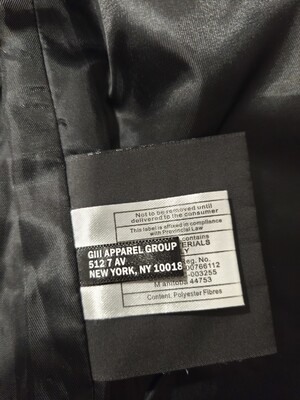 Not to be removed until
delivered to the consumer
This label is affixed in compliance
with Provincial Law
contains
GIII APPAREL GROUP
ERIALS
512 7 AV
Y
NEW YORK, NY 10018
eg. No.
00766112
-003255
Manitoba 44753
Content. Polyester Fibres